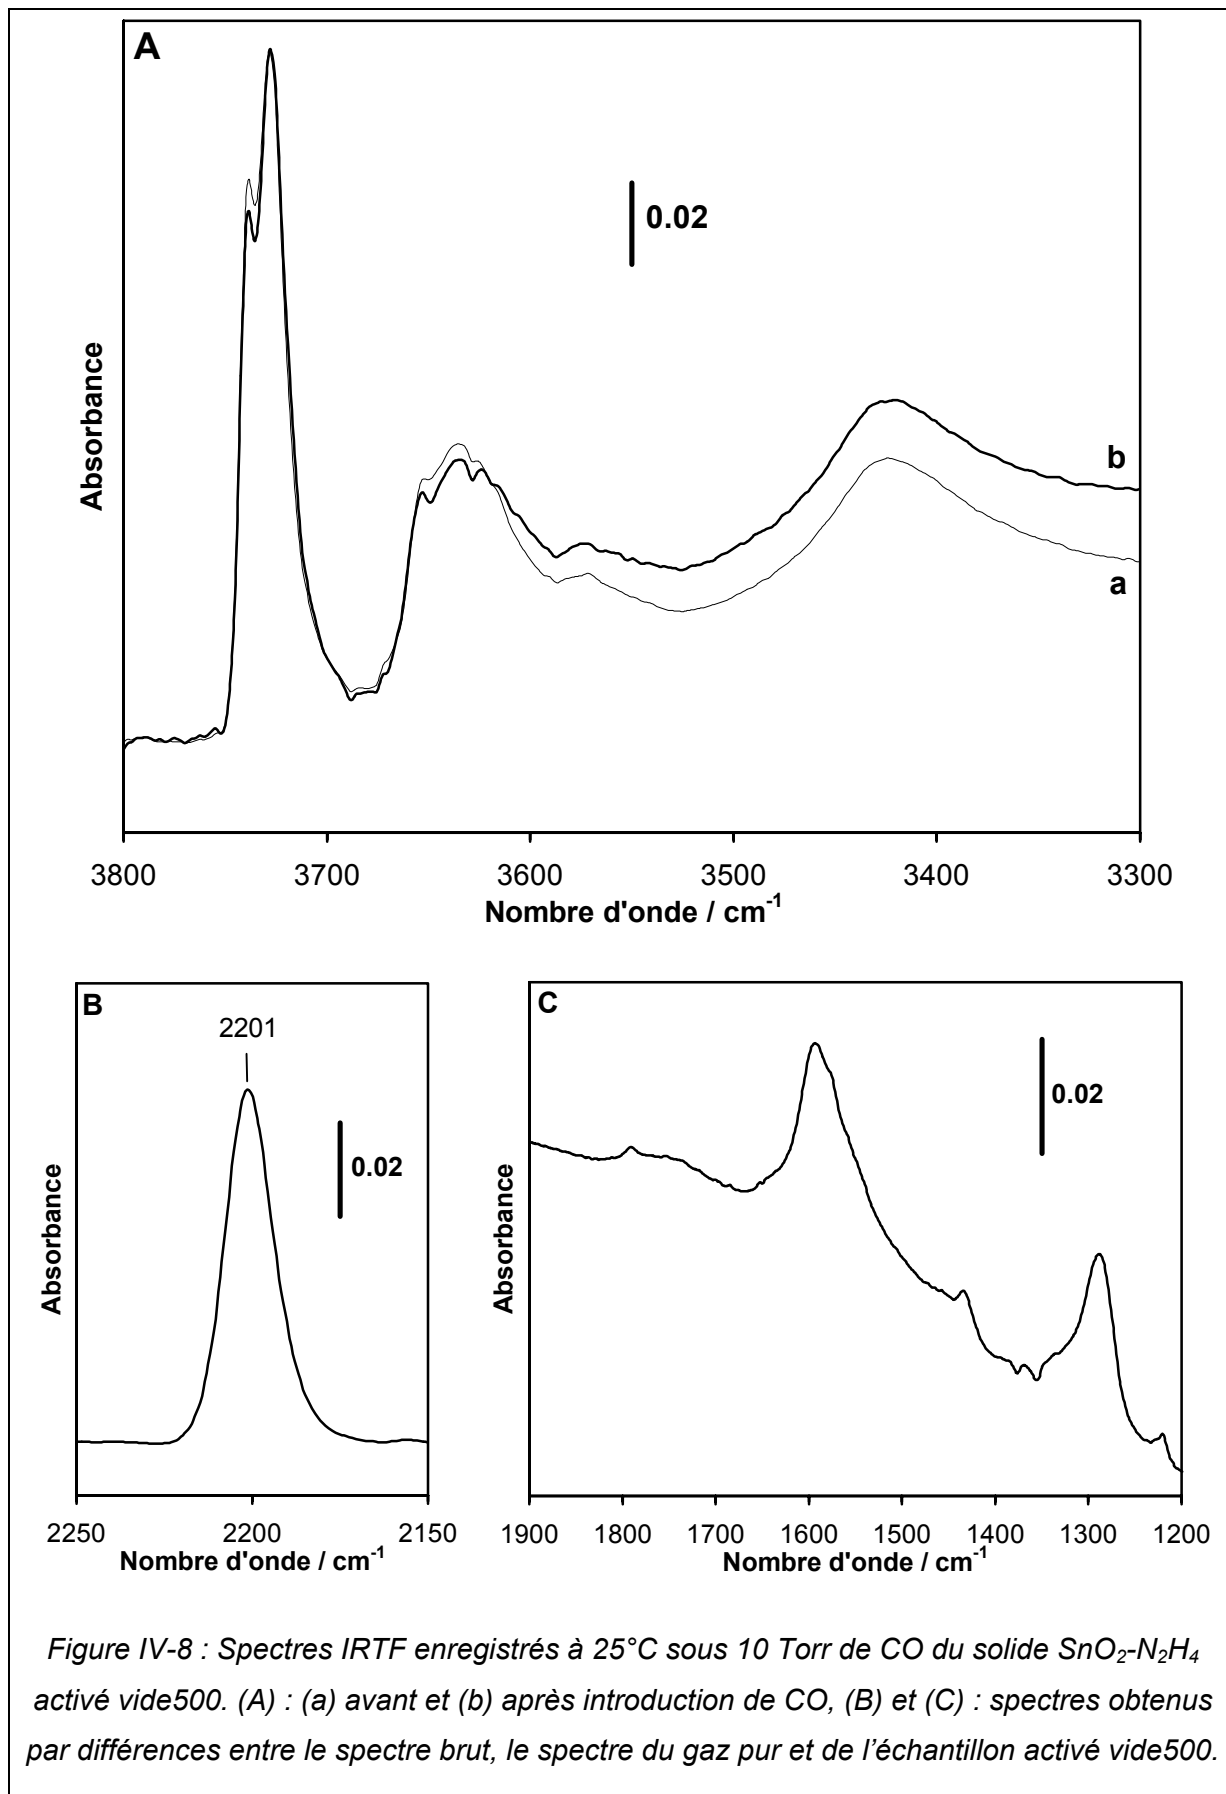 A
0.02
Absorbance
b
a
3800 3700 3600 3500 3400 3300
Nombre d'onde / cm-1
B
2201
0.02
Absorbance
2250 2200 2150
Nombre d'onde / cm-1
C
0.02
Absorbance
1900 1800 1700 1600 1500 1400 1300 1200
Nombre d'onde / cm-1
Figure IV-8 : Spectres IRTF enregistrés à 25°C sous 10 Torr de CO du solide SnO2-N2H4
activé vide500. (A) : (a) avant et (b) après introduction de CO, (B) et (C) : spectres obtenus
par différences entre le spectre brut, le spectre du gaz pur et de l’échantillon activé vide500.